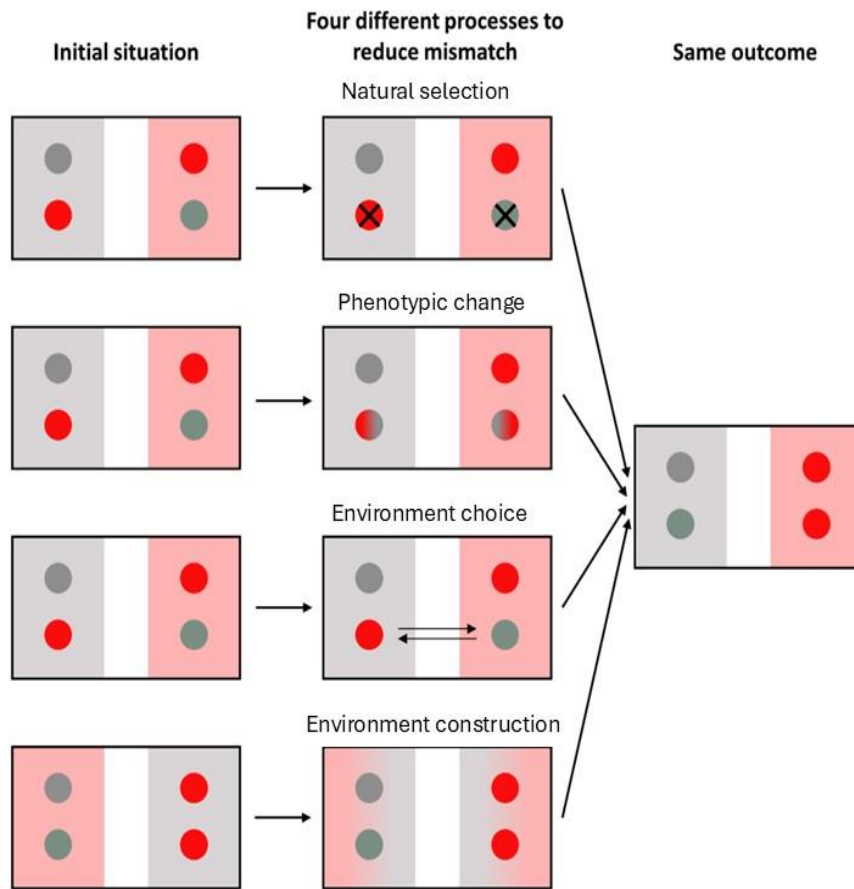 Initial situation
Four different processes to
reduce mismatch
Same outcome
Natural selection
Phenotypic change
Environment choice
Environment construction